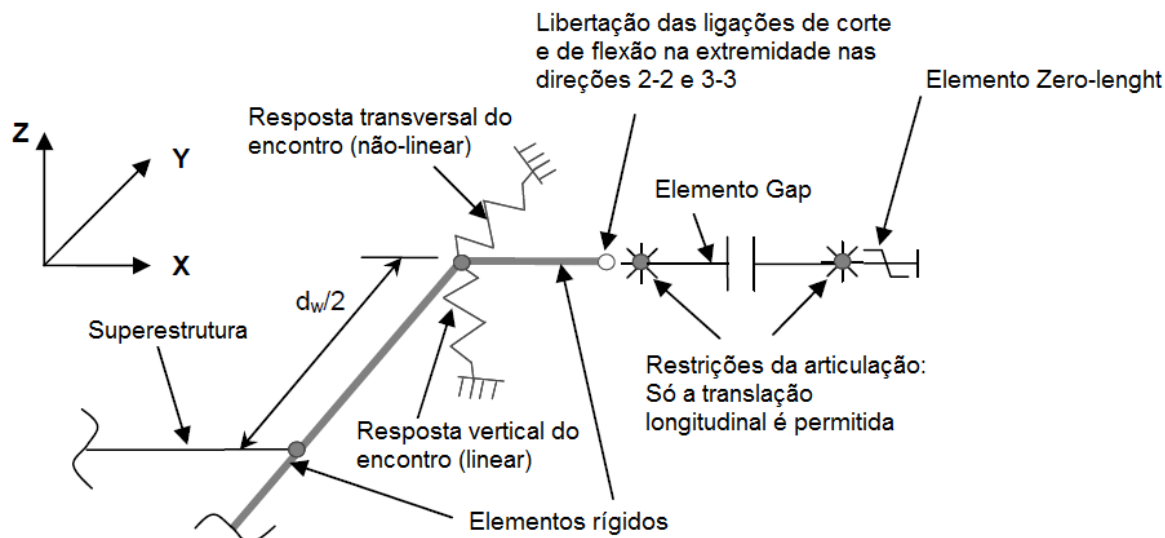 Libertação das ligações de corte
e de flexão na extremidade nas
direções 2-2 e 3-3
Elemento Zero-lenght
Resposta transversal do
encontro (não-linear)
Z
Y
Elemento Gap
X
dw/2
Superestrutura
Restrições da articulação:
Só a translação
longitudinal é permitida
Resposta vertical do
encontro (linear)
Elementos rígidos